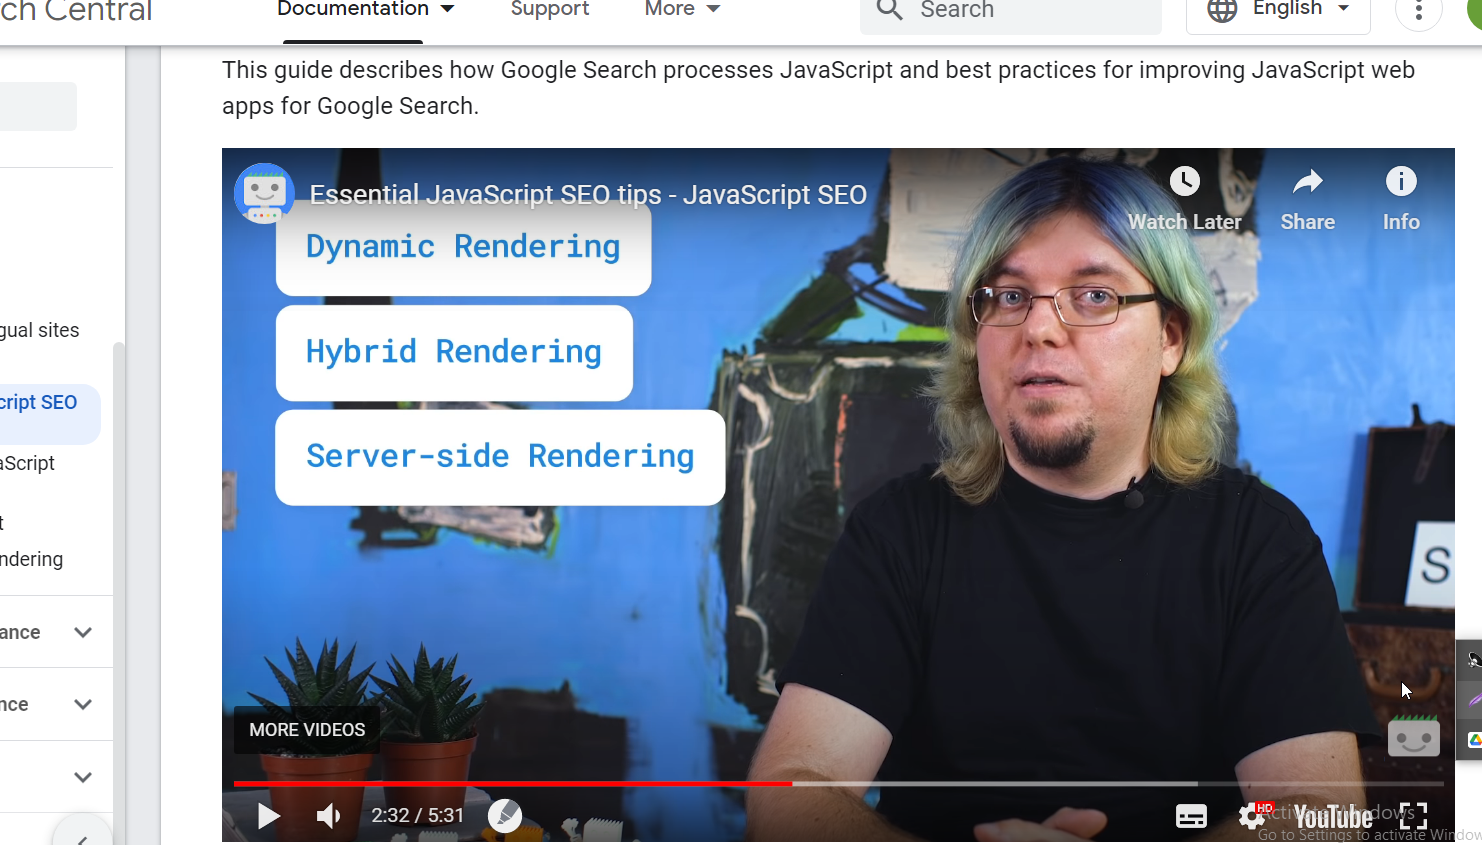 rch Central
Documentation
Support
More
Search
English
This guide describes how Google Search processes JavaScript and best practices for improving JavaScript web
apps for Google Search.
gual sites
cript SEO
aScript
t
ndering
ance
nce
Essential JavaScript SEO tips - JavaScript SEO
Watch Later
Share
Info
Dynamic Rendering
Hybrid Rendering
Server-side Rendering
S
MORE VIDEOS
2:32 / 5:31
HD
YouTube
Activate Windows
Go to Settings to activate Window